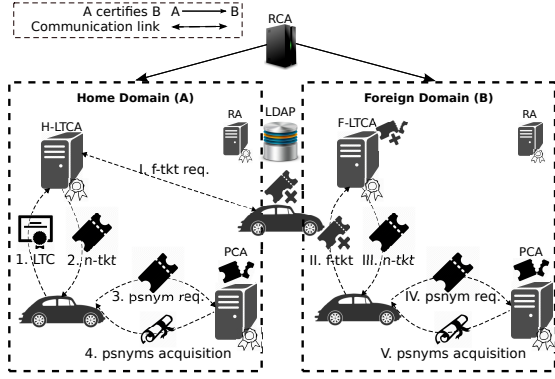 A certifies B A B
Communication link
RCA
Home Domain (A)
LDAP
Foreign Domain (B)
H-LTCA
RA
F-LTCA
RA
I. f-tkt req.
1. LTC
2. n-tkt
PCA
II. f-tkt
III. n-tkt
PCA
3. psnym req.
IV. psnym req.
4. psnyms acquisition
V. psnyms acquisition